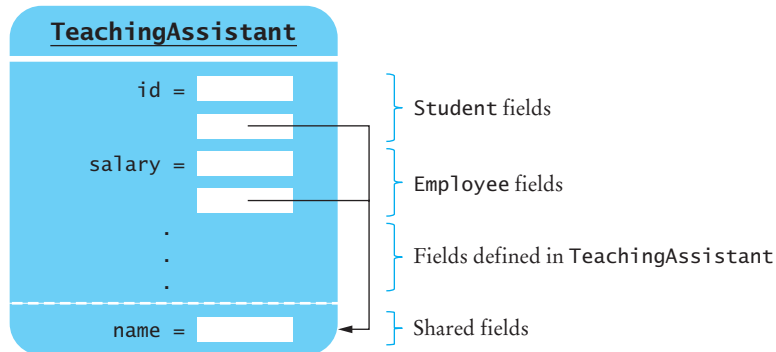 TeachingAssistant
id =
Student fields
salary =
Employee fields
.
.
.
Fields defined in TeachingAssistant
name =
Shared fields